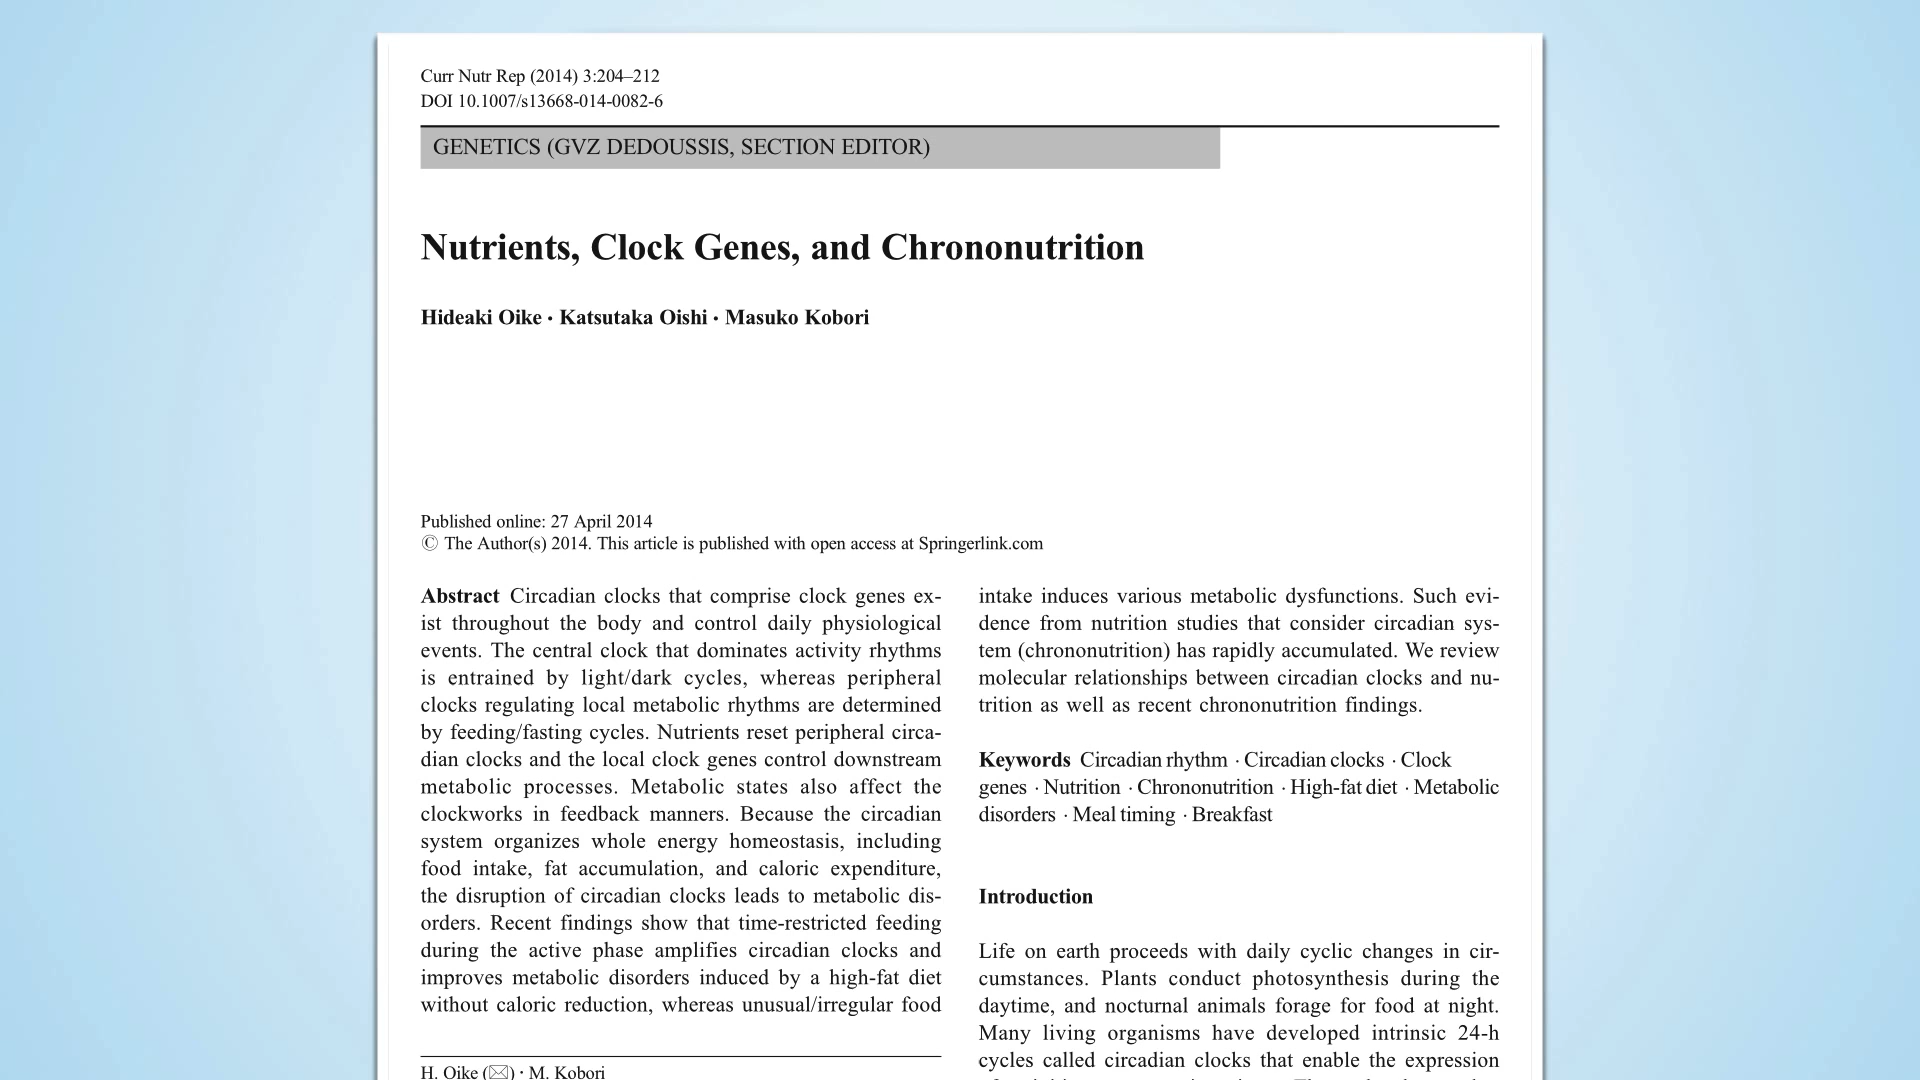 Curr Nutr Rep (2014) 3:204–212
DOI 10.1007/s13668-014-0082-6
GENETICS (GVZ DEDOUSSIS, SECTION EDITOR)
Nutrients, Clock Genes, and Chrononutrition
Hideaki Oike · Katsutaka Oishi · Masuko Kobori
Published online: 27 April 2014
© The Author(s) 2014. This article is published with open access at Springerlink.com
Abstract Circadian clocks that comprise clock genes ex-
ist throughout the body and control daily physiological
events. The central clock that dominates activity rhythms
is entrained by light/dark cycles, whereas peripheral
clocks regulating local metabolic rhythms are determined
by feeding/fasting cycles. Nutrients reset peripheral circa-
dian clocks and the local clock genes control downstream
metabolic processes. Metabolic states also affect the
clockworks in feedback manners. Because the circadian
system organizes whole energy homeostasis, including
food intake, fat accumulation, and caloric expenditure,
the disruption of circadian clocks leads to metabolic dis-
orders. Recent findings show that time-restricted feeding
during the active phase amplifies circadian clocks and
improves metabolic disorders induced by a high-fat diet
without caloric reduction, whereas unusual/irregular food
H. Oike (✉) · M. Kobori
intake induces various metabolic dysfunctions. Such evi-
dence from nutrition studies that consider circadian sys-
tem (chrononutrition) has rapidly accumulated. We review
molecular relationships between circadian clocks and nu-
trition as well as recent chrononutrition findings.
Keywords Circadian rhythm · Circadian clocks · Clock
genes · Nutrition · Chrononutrition · High-fat diet · Metabolic
disorders · Meal timing · Breakfast
Introduction
Life on earth proceeds with daily cyclic changes in cir-
cumstances. Plants conduct photosynthesis during the
daytime, and nocturnal animals forage for food at night.
Many living organisms have developed intrinsic 24-h
cycles called circadian clocks that enable the expression